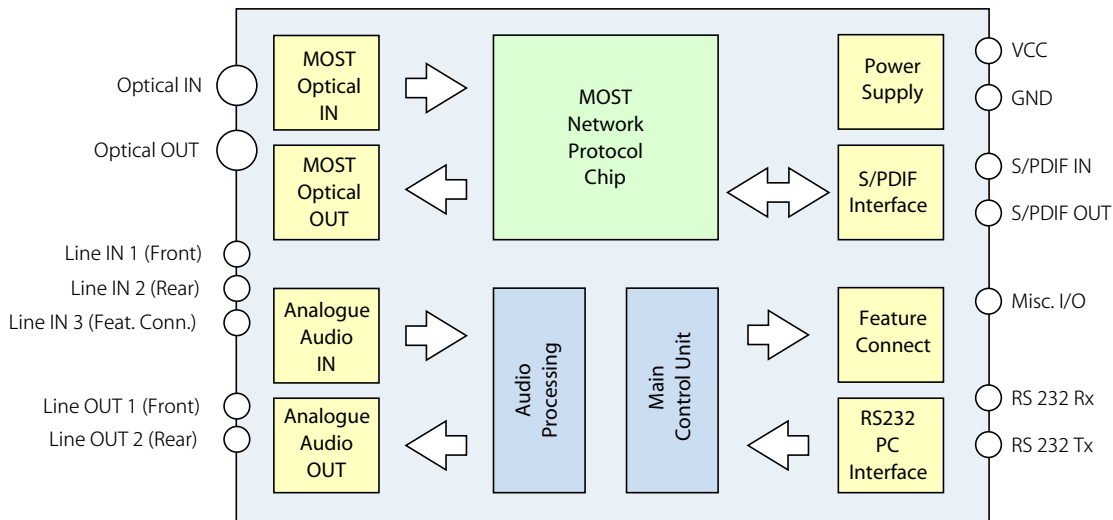 Optical IN
Optical OUT
Line IN 1 (Front)
Line IN 2 (Rear)
Line IN 3 (Feat. Conn.)
Line OUT 1 (Front)
Line OUT 2 (Rear)
MOST
Optical
IN
MOST
Optical
OUT
Analogue
Audio
IN
Analogue
Audio
OUT
MOST
Network
Protocol
Chip
Audio
Processing
Main
Control Unit
Power
Supply
S/PDIF
Interface
Feature
Connect
RS232
PC
Interface
VCC
GND
S/PDIF IN
S/PDIF OUT
Misc. I/O
RS 232 Rx
RS 232 Tx